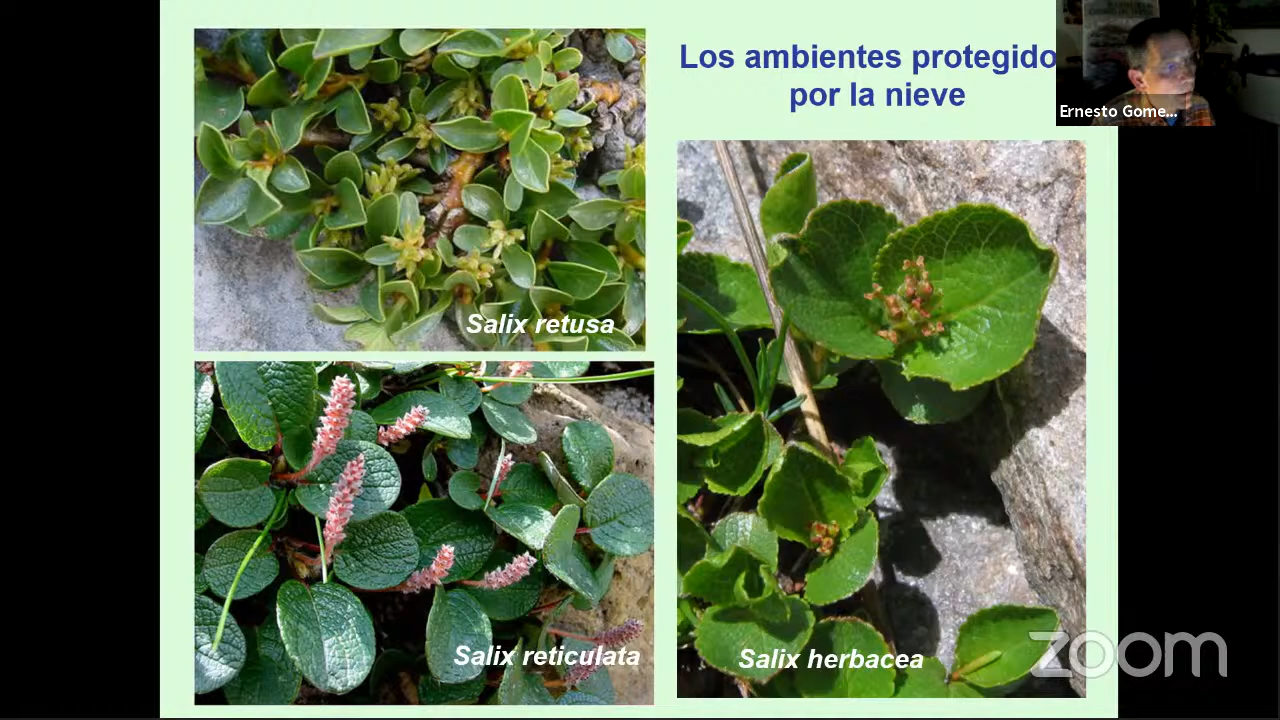 Los ambientes protegido
por la nieve
Ernesto Gome...
Salix retusa
Salix reticulata
Salix herbacea
zoom